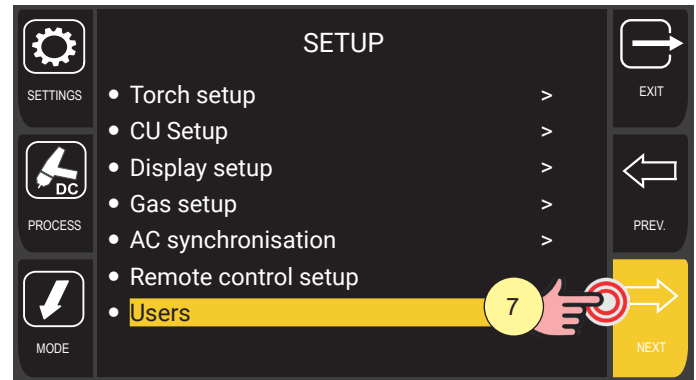 SETUP
SETTINGS
EXIT
Torch setup >
CU Setup >
Display setup >
DC
Gas setup >
PROCESS
PREV.
AC synchronisation >
Remote control setup
Users
7
MODE
NEXT